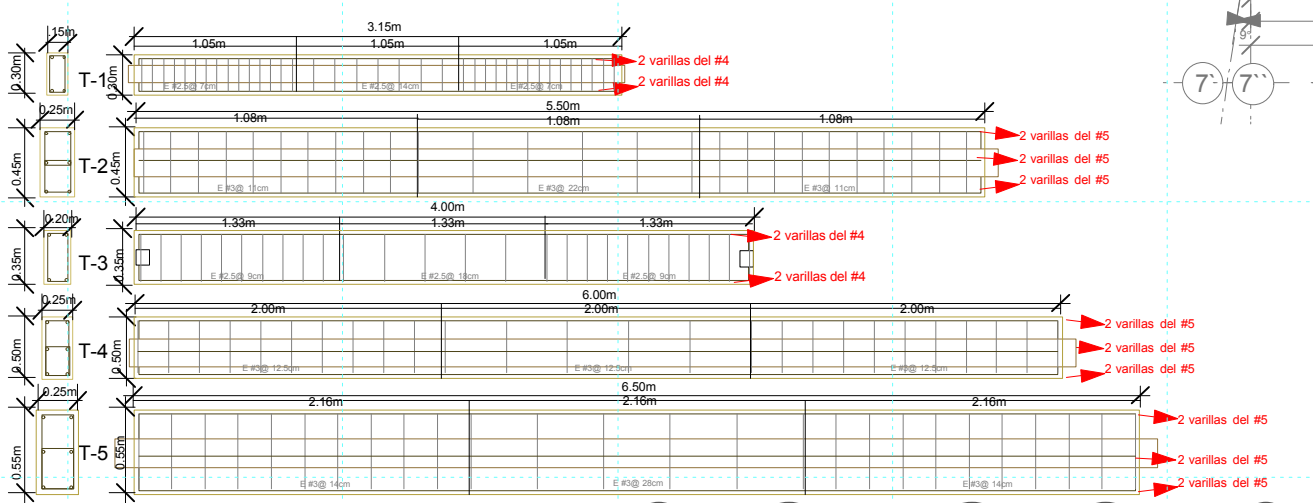 .15m
3.15m
1.05m 1.05m 1.05m
0.30m
T-1
0.30m
E #2.5@ 7cm E #2.5@ 14cm E #2.5@ 7cm
2 varillas del #4
2 varillas del #4
9°
7` 7``
0.25m
5.50m
1.08m 1.08m 1.08m
0.45m
T-2
0.45m
E #3@ 11cm E #3@ 22cm E #3@ 11cm
2 varillas del #5
2 varillas del #5
2 varillas del #5
0.20m
4.00m
1.33m 1.33m 1.33m
0.35m
T-3
0.35m
E #2.5@ 9cm E #2.5@ 18cm E #2.5@ 9cm
2 varillas del #4
2 varillas del #4
0.25m
6.00m
2.00m 2.00m 2.00m
0.50m
T-4
0.50m
E #3@ 12.5cm E #3@ 12.5cm E #3@ 12.5cm
2 varillas del #5
2 varillas del #5
2 varillas del #5
0.25m
6.50m
2.16m 2.16m 2.16m
0.55m
T-5
0.55m
E #3@ 14cm E #3@ 28cm E #3@ 14cm
2 varillas del #5
2 varillas del #5
2 varillas del #5